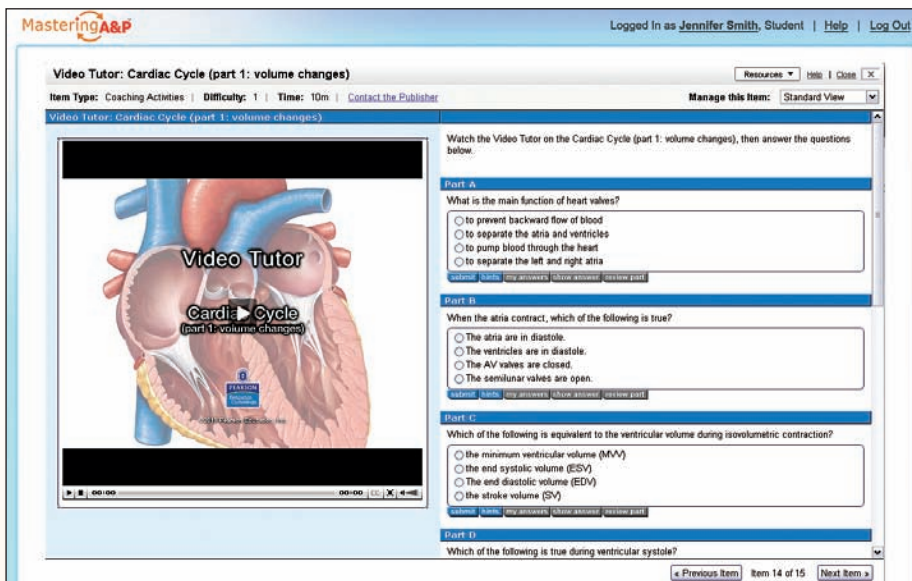 MasteringA&P
Logged In as Jennifer Smith, Student | Help | Log Out
Video Tutor: Cardiac Cycle (part 1: volume changes)
Resources Help | Close X
Item Type: Coaching Activities | Difficulty: 1 | Time: 10m | Contact the Publisher
Manage this Item: Standard View
Video Tutor: Cardiac Cycle (part 1: volume changes)
Video Tutor
Cardiac Cycle
(part 1: volume changes)
PEARSON
00:00
00:00 CC
Watch the Video Tutor on the Cardiac Cycle (part 1: volume changes), then answer the questions
below.
Part A
What is the main function of heart valves?
to prevent backward flow of blood
to separate the atria and ventricles
to pump blood through the heart
to separate the left and right atria
submit hints my answers show answer review part
Part B
When the atria contract, which of the following is true?
The atria are in diastole.
The ventricles are in diastole.
The AV valves are closed.
The semilunar valves are open.
submit hints my answers show answer review part
Part C
Which of the following is equivalent to the ventricular volume during isovolumetric contraction?
the minimum ventricular volume (MVV)
the end systolic volume (ESV)
The end diastolic volume (EDV)
the stroke volume (SV)
submit hints my answers show answer review part
Part D
Which of the following is true during ventricular systole?
« Previous Item Item 14 of 15 Next Item »